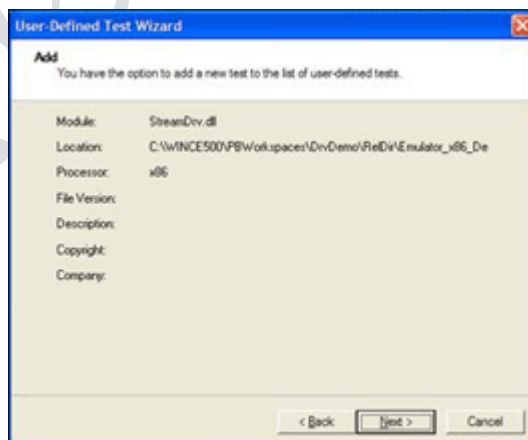 User-Defined Test Wizard
Add
You have the option to add a new test to the list of user-defined tests.
Module: StreamDrv.dll
Location: C:\WINCE500\PBWorkspaces\DrvDemo\RelDir\Emulator_x86_De
Processor: x86
File Version:
Description:
Copyright:
Company:
< Back Next > Cancel